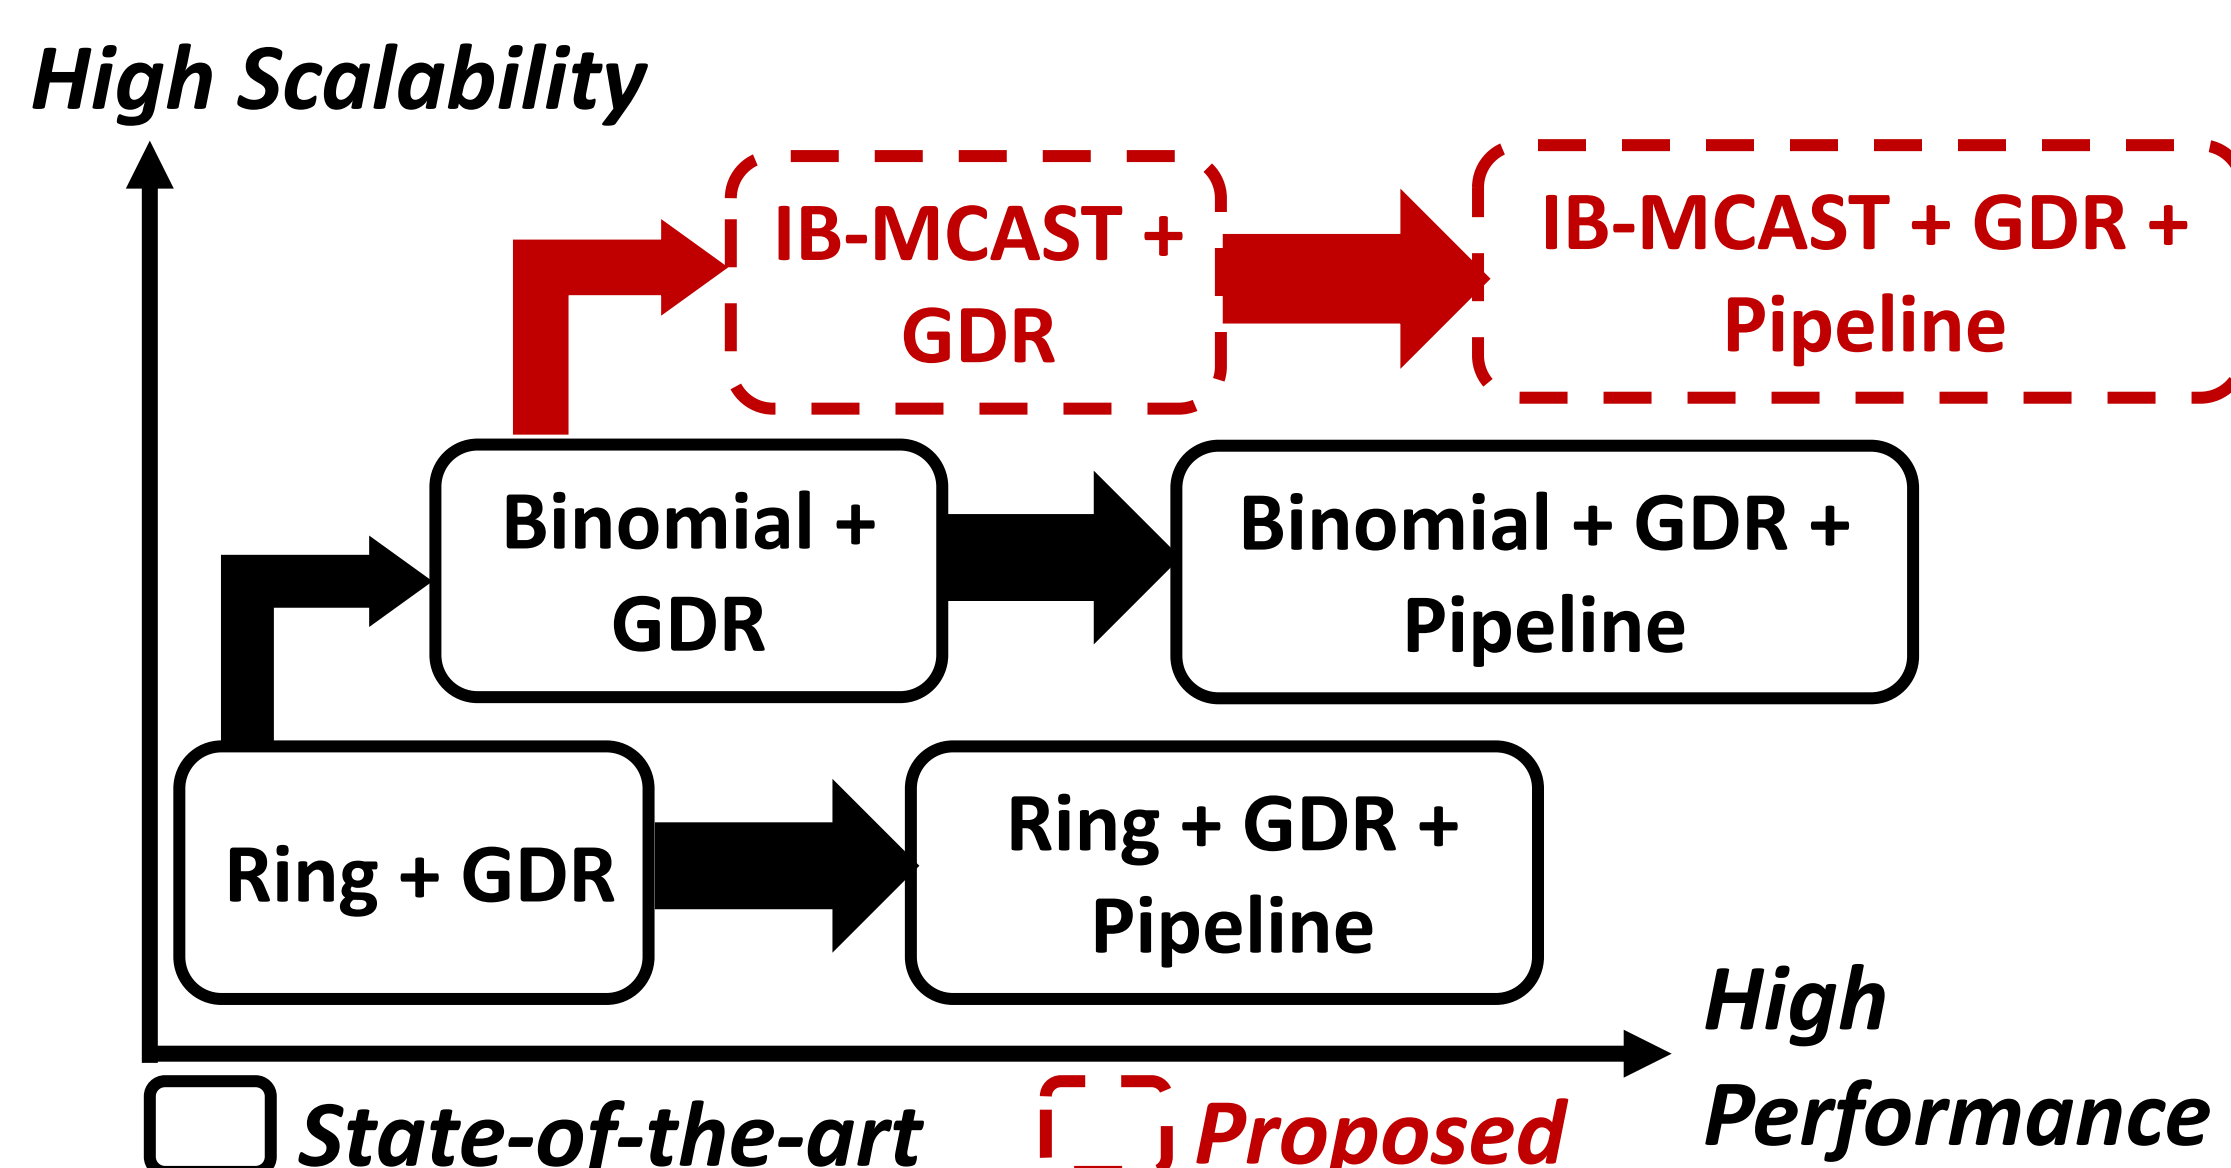 High Scalability
IB-MCAST +
GDR
IB-MCAST + GDR +
Pipeline
Binomial +
GDR
Binomial + GDR +
Pipeline
Ring + GDR
Ring + GDR +
Pipeline
High
Performance
State-of-the-art
Proposed